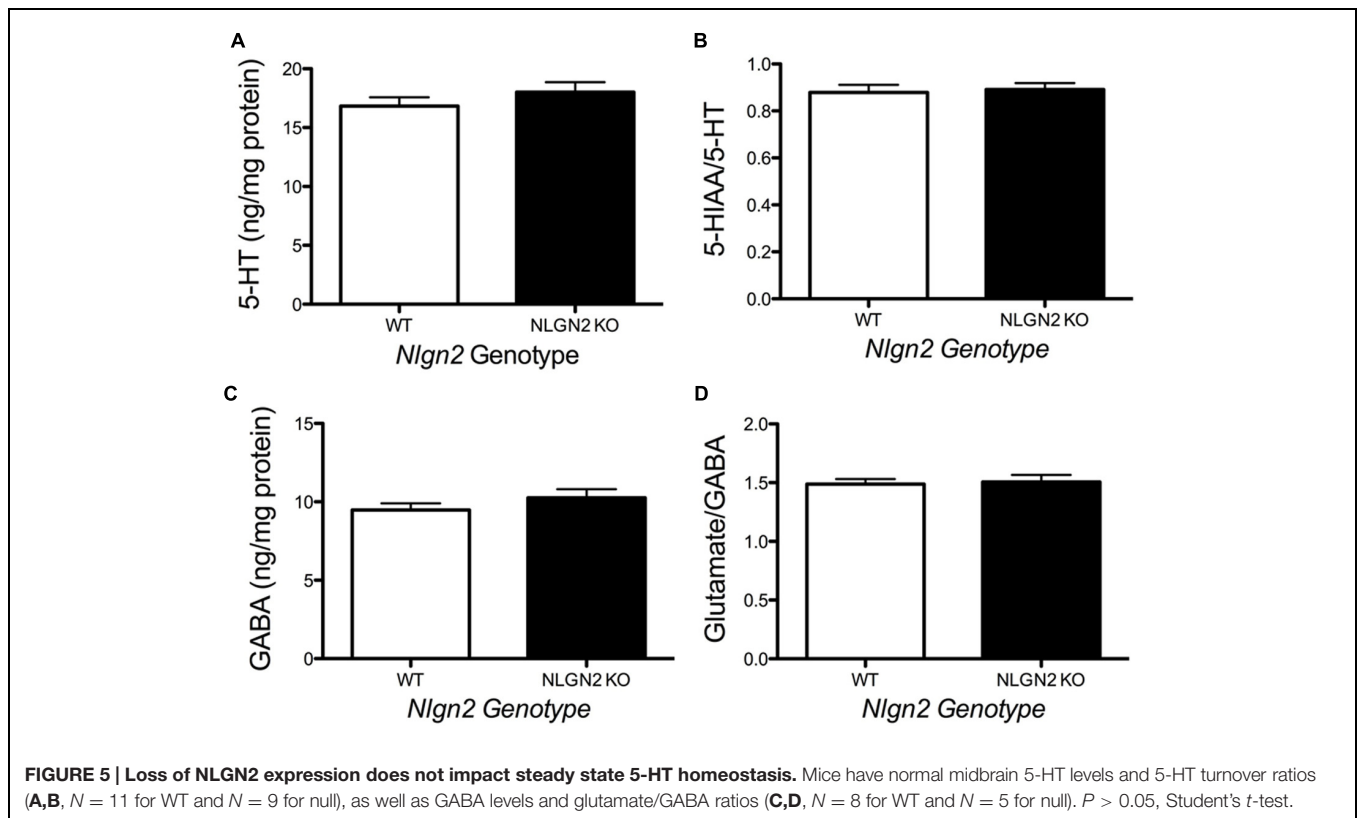 A
5-HT (ng/mg protein)
20
15
10
5
0
WT
NLGN2 KO
Nlgn2 Genotype
B
5-HIAA/5-HT
1.0
0.8
0.6
0.4
0.2
0.0
WT
NLGN2 KO
Nlgn2 Genotype
C
GABA (ng/mg protein)
15
10
5
0
WT
NLGN2 KO
Nlgn2 Genotype
D
Glutamate/GABA
2.0
1.5
1.0
0.5
0.0
WT
NLGN2 KO
Nlgn2 Genotype
FIGURE 5 | Loss of NLGN2 expression does not impact steady state 5-HT homeostasis. Mice have normal midbrain 5-HT levels and 5-HT turnover ratios
(A,B, N = 11 for WT and N = 9 for null), as well as GABA levels and glutamate/GABA ratios (C,D, N = 8 for WT and N = 5 for null). P > 0.05, Student's t-test.